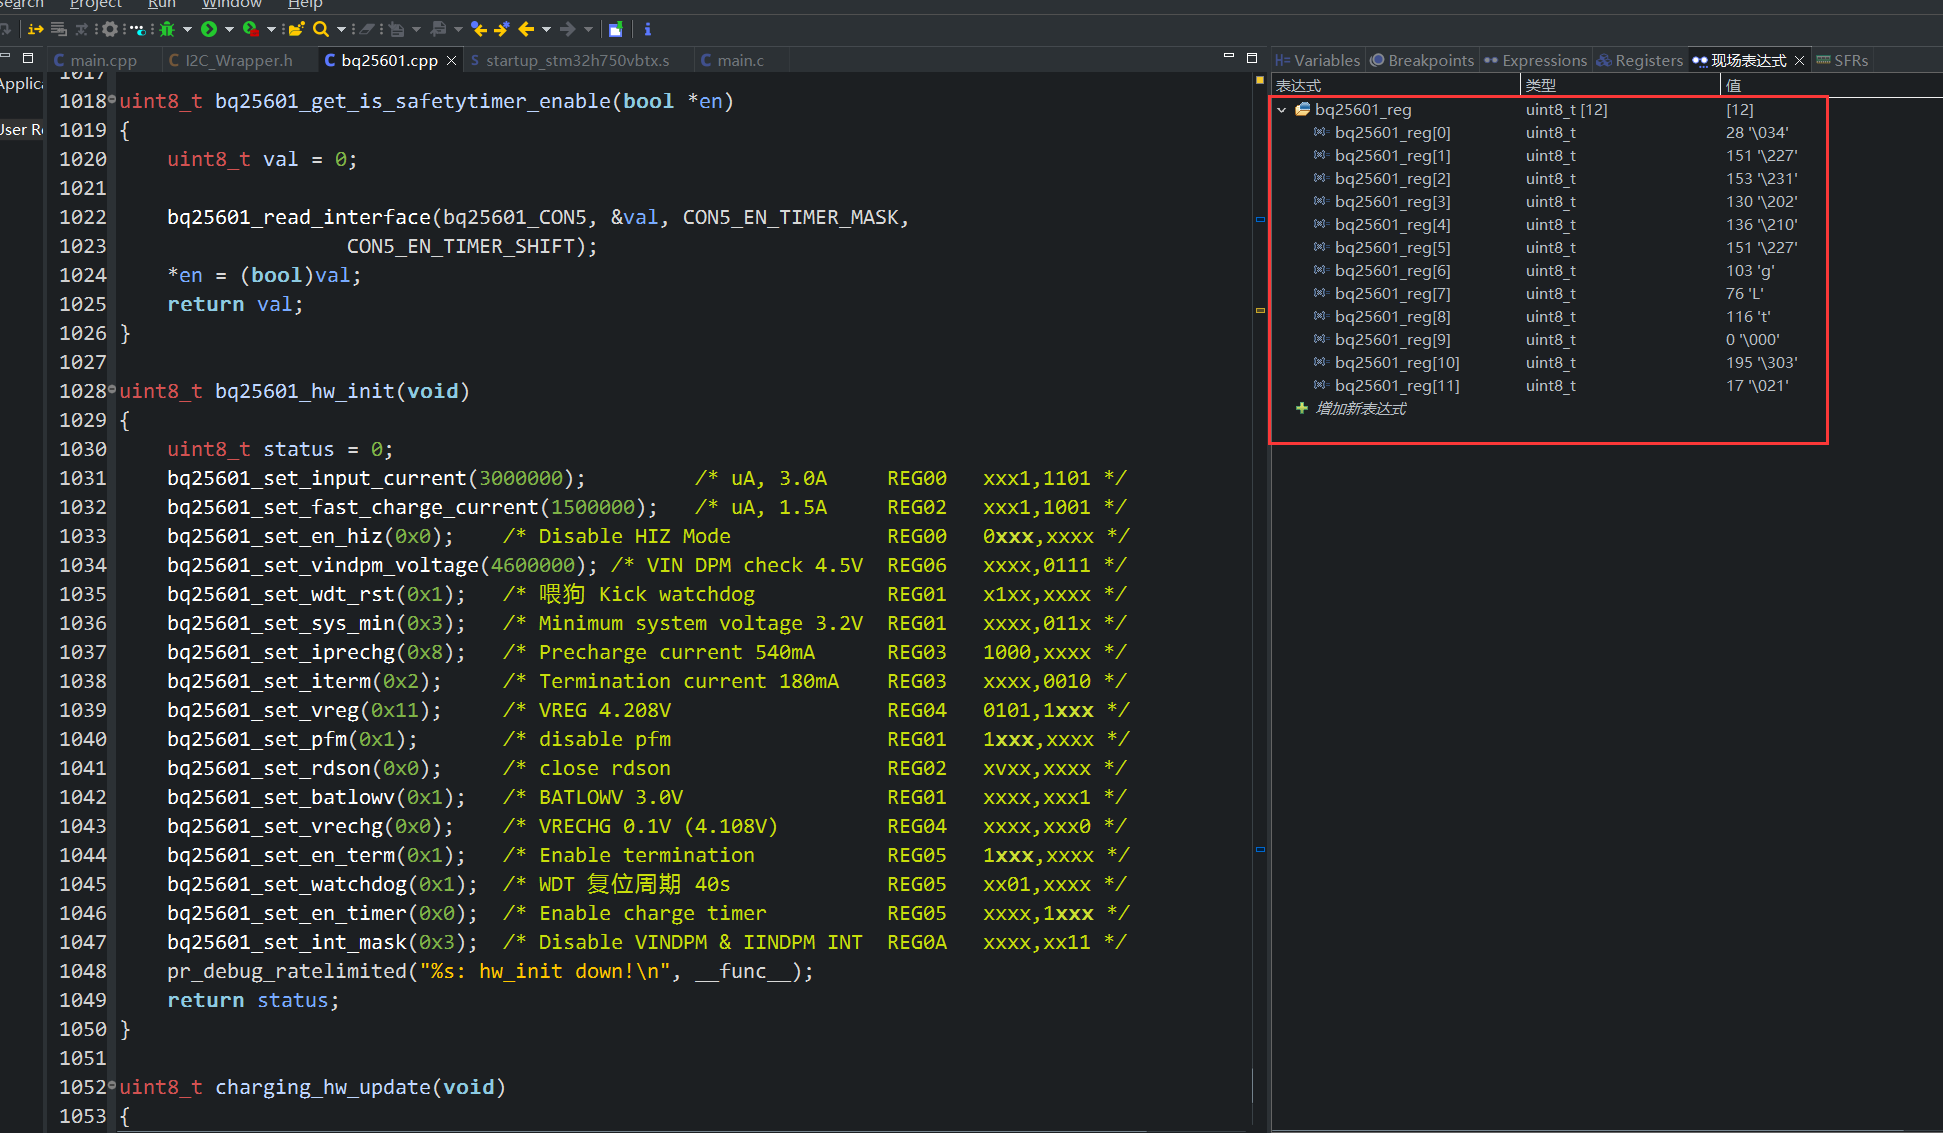 Search Project Run Window Help
main.cpp I2C_Wrapper.h bq25601.cpp startup_stm32h750vbtx.s main.c
Applica
User Re
1017
1018 uint8_t bq25601_get_is_safetytimer_enable(bool *en)
1019 {
1020 uint8_t val = 0;
1021
1022 bq25601_read_interface(bq25601_CON5, &val, CON5_EN_TIMER_MASK,
1023 CON5_EN_TIMER_SHIFT);
1024 *en = (bool)val;
1025 return val;
1026 }
1027
1028 uint8_t bq25601_hw_init(void)
1029 {
1030 uint8_t status = 0;
1031 bq25601_set_input_current(3000000); /* uA, 3.0A REG00 xxx1,1101 */
1032 bq25601_set_fast_charge_current(1500000); /* uA, 1.5A REG02 xxx1,1001 */
1033 bq25601_set_en_hiz(0x0); /* Disable HIZ Mode REG00 0xxx,xxxx */
1034 bq25601_set_vindpm_voltage(4600000); /* VIN DPM check 4.5V REG06 xxxx,0111 */
1035 bq25601_set_wdt_rst(0x1); /* 喂狗 Kick watchdog REG01 x1xx,xxxx */
1036 bq25601_set_sys_min(0x3); /* Minimum system voltage 3.2V REG01 xxxx,011x */
1037 bq25601_set_iprechg(0x8); /* Precharge current 540mA REG03 1000,xxxx */
1038 bq25601_set_iterm(0x2); /* Termination current 180mA REG03 xxxx,0010 */
1039 bq25601_set_vreg(0x11); /* VREG 4.208V REG04 0101,1xxx */
1040 bq25601_set_pfm(0x1); /* disable pfm REG01 1xxx,xxxx */
1041 bq25601_set_rdson(0x0); /* close rdson REG02 xvxx,xxxx */
1042 bq25601_set_batlowv(0x1); /* BATLOWV 3.0V REG01 xxxx,xxx1 */
1043 bq25601_set_vrechg(0x0); /* VRECHG 0.1V (4.108V) REG04 xxxx,xxx0 */
1044 bq25601_set_en_term(0x1); /* Enable termination REG05 1xxx,xxxx */
1045 bq25601_set_watchdog(0x1); /* WDT 复位周期 40s REG05 xx01,xxxx */
1046 bq25601_set_en_timer(0x0); /* Enable charge timer REG05 xxxx,1xxx */
1047 bq25601_set_int_mask(0x3); /* Disable VINDPM & IINDPM INT REG0A xxxx,xx11 */
1048 pr_debug_ratelimited("%s: hw_init down!\n", __func__);
1049 return status;
1050 }
1051
1052 uint8_t charging_hw_update(void)
1053 {
Variables Breakpoints Expressions Registers 现场表达式 SFRs
表达式 类型 值
bq25601_reg uint8_t [12] [12]
bq25601_reg[0] uint8_t 28 '\034'
bq25601_reg[1] uint8_t 151 '\227'
bq25601_reg[2] uint8_t 153 '\231'
bq25601_reg[3] uint8_t 130 '\202'
bq25601_reg[4] uint8_t 136 '\210'
bq25601_reg[5] uint8_t 151 '\227'
bq25601_reg[6] uint8_t 103 'g'
bq25601_reg[7] uint8_t 76 'L'
bq25601_reg[8] uint8_t 116 't'
bq25601_reg[9] uint8_t 0 '\000'
bq25601_reg[10] uint8_t 195 '\303'
bq25601_reg[11] uint8_t 17 '\021'
增加新表达式